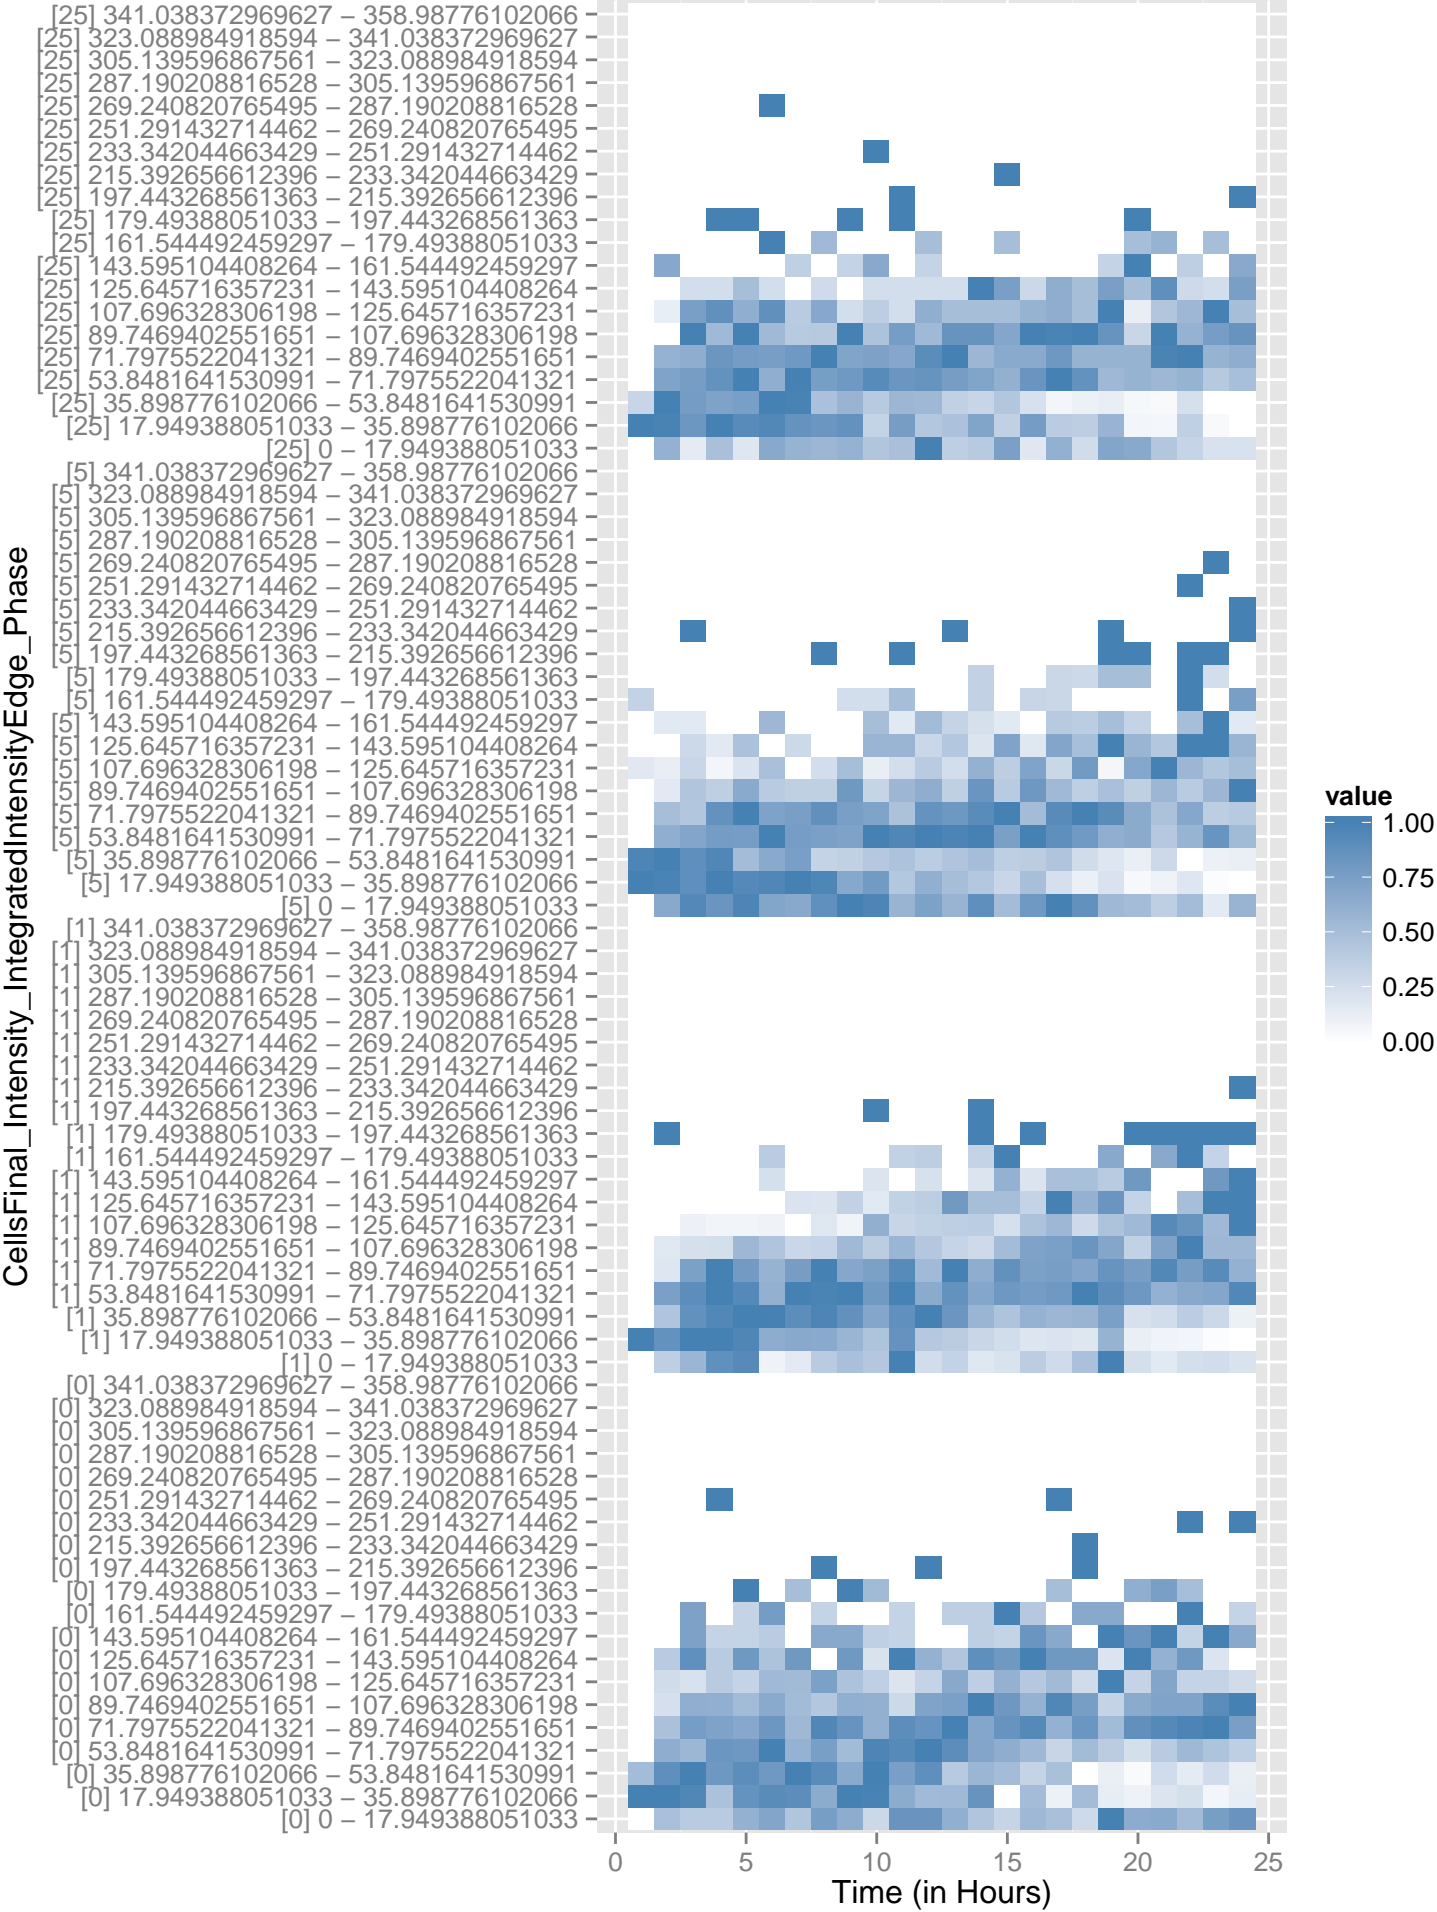 [25] 341.038372969627 – 358.98776102066
[25] 323.088984918594 – 341.038372969627
[25] 305.139596867561 – 323.088984918594
[25] 287.190208816528 – 305.139596867561
[25] 269.240820765495 – 287.190208816528
[25] 251.291432714462 – 269.240820765495
[25] 233.342044663429 – 251.291432714462
[25] 215.392656612396 – 233.342044663429
[25] 197.443268561363 – 215.392656612396
[25] 179.49388051033 – 197.443268561363
[25] 161.544492459297 – 179.49388051033
[25] 143.595104408264 – 161.544492459297
[25] 125.645716357231 – 143.595104408264
[25] 107.696328306198 – 125.645716357231
[25] 89.7469402551651 – 107.696328306198
[25] 71.7975522041321 – 89.7469402551651
[25] 53.8481641530991 – 71.7975522041321
[25] 35.898776102066 – 53.8481641530991
[25] 17.949388051033 – 35.898776102066
[25] 0 – 17.949388051033
[5] 341.038372969627 – 358.98776102066
[5] 323.088984918594 – 341.038372969627
[5] 305.139596867561 – 323.088984918594
[5] 287.190208816528 – 305.139596867561
[5] 269.240820765495 – 287.190208816528
[5] 251.291432714462 – 269.240820765495
[5] 233.342044663429 – 251.291432714462
[5] 215.392656612396 – 233.342044663429
[5] 197.443268561363 – 215.392656612396
[5] 179.49388051033 – 197.443268561363
[5] 161.544492459297 – 179.49388051033
[5] 143.595104408264 – 161.544492459297
[5] 125.645716357231 – 143.595104408264
[5] 107.696328306198 – 125.645716357231
[5] 89.7469402551651 – 107.696328306198
[5] 71.7975522041321 – 89.7469402551651
[5] 53.8481641530991 – 71.7975522041321
[5] 35.898776102066 – 53.8481641530991
[5] 17.949388051033 – 35.898776102066
[5] 0 – 17.949388051033
[1] 341.038372969627 – 358.98776102066
[1] 323.088984918594 – 341.038372969627
[1] 305.139596867561 – 323.088984918594
[1] 287.190208816528 – 305.139596867561
[1] 269.240820765495 – 287.190208816528
[1] 251.291432714462 – 269.240820765495
[1] 233.342044663429 – 251.291432714462
[1] 215.392656612396 – 233.342044663429
[1] 197.443268561363 – 215.392656612396
[1] 179.49388051033 – 197.443268561363
[1] 161.544492459297 – 179.49388051033
[1] 143.595104408264 – 161.544492459297
[1] 125.645716357231 – 143.595104408264
[1] 107.696328306198 – 125.645716357231
[1] 89.7469402551651 – 107.696328306198
[1] 71.7975522041321 – 89.7469402551651
[1] 53.8481641530991 – 71.7975522041321
[1] 35.898776102066 – 53.8481641530991
[1] 17.949388051033 – 35.898776102066
[1] 0 – 17.949388051033
[0] 341.038372969627 – 358.98776102066
[0] 323.088984918594 – 341.038372969627
[0] 305.139596867561 – 323.088984918594
[0] 287.190208816528 – 305.139596867561
[0] 269.240820765495 – 287.190208816528
[0] 251.291432714462 – 269.240820765495
[0] 233.342044663429 – 251.291432714462
[0] 215.392656612396 – 233.342044663429
[0] 197.443268561363 – 215.392656612396
[0] 179.49388051033 – 197.443268561363
[0] 161.544492459297 – 179.49388051033
[0] 143.595104408264 – 161.544492459297
[0] 125.645716357231 – 143.595104408264
[0] 107.696328306198 – 125.645716357231
[0] 89.7469402551651 – 107.696328306198
[0] 71.7975522041321 – 89.7469402551651
[0] 53.8481641530991 – 71.7975522041321
[0] 35.898776102066 – 53.8481641530991
[0] 17.949388051033 – 35.898776102066
[0] 0 – 17.949388051033
CellsFinal_Intensity_IntegratedIntensityEdge_Phase
0 5 10 15 20 25
Time (in Hours)
value
1.00
0.75
0.50
0.25
0.00